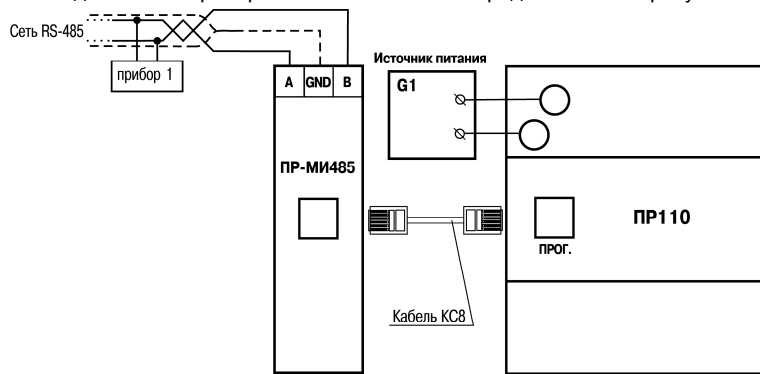 Сеть RS-485
прибор 1
A GND B
Источник питания
G1
ПР-МИ485
ПР110
ПРОГ.
Кабель КС8